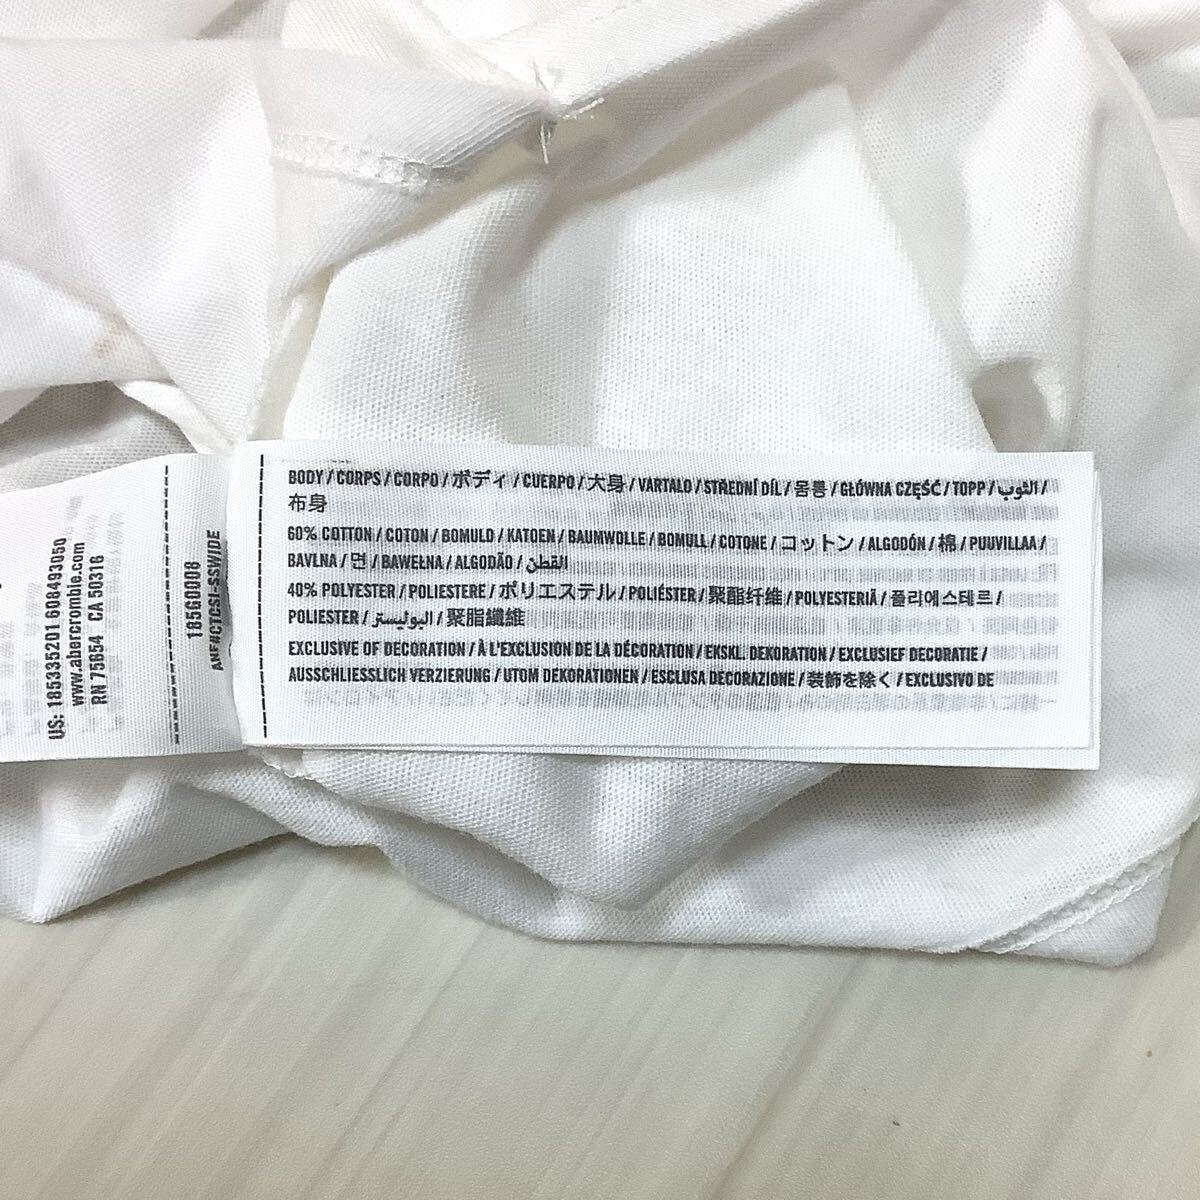 BODY / CORPS / CORPO / ボディ / CUERPO / 大身 / VARTALO / STŘEDNÍ DÍL / 몸통 / GŁÓWNA CZĘŚĆ / TOPP / الثوب /
布身
60% COTTON / COTON / BOMULD / KATOEN / BAUMWOLLE / BOMULL / COTONE / コットン / ALGODÓN / 棉 / PUUVILLAA /
BAVLNA / 면 / BAWEŁNA / ALGODÃO / القطن
40% POLYESTER / POLIESTERE / ポリエステル / POLIÉSTER / 聚酯纤维 / POLYESTERIÄ / 폴리에스테르 /
POLIESTER / البوليستر / 聚脂纖維
EXCLUSIVE OF DECORATION / À L'EXCLUSION DE LA DÉCORATION / EKSKL. DEKORATION / EXCLUSIEF DECORATIE /
AUSSCHLIESSLICH VERZIERUNG / UTOM DEKORATIONEN / ESCLUSA DECORAZIONE / 装飾を除く / EXCLUSIVO DE
US: 185335201 608493050
www.abercrombie.com
RN 75654 CA 50316
185G0008
ANF#CTCSI-SSWIDE